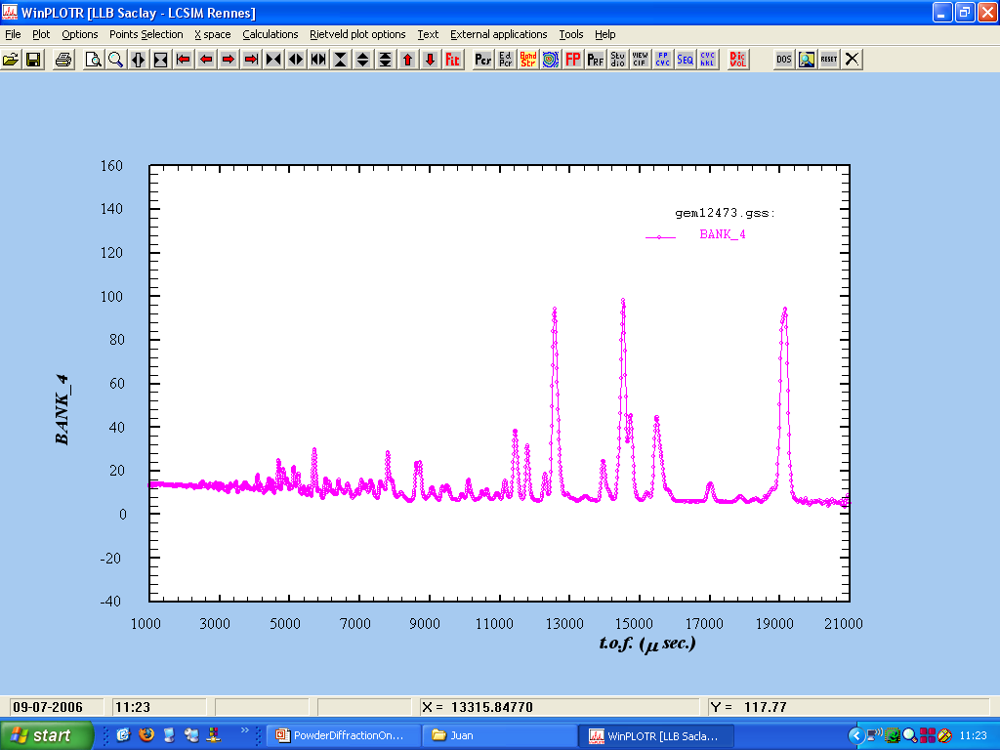 WinPLOTR [LLB Saclay - LCSIM Rennes]
File Plot Options Points Selection X space Calculations Rietveld plot options Text External applications Tools Help
Fit Pcr Ed Pcr Bond Str FP PRF Stu dio VIEW CIF FP CYC SEQ CYC hkl Dic Vol DOS RESET
160
140
120
100
80
60
40
20
0
-20
-40
BANK_4
gem12473.gss:
BANK_4
1000 3000 5000 7000 9000 11000 13000 15000 17000 19000 21000
t.o.f. (μ sec.)
09-07-2006 11:23 X = 13315.84770 Y = 117.77
start PowderDiffractionOn... Juan WinPLOTR [LLB Sacla... 11:23